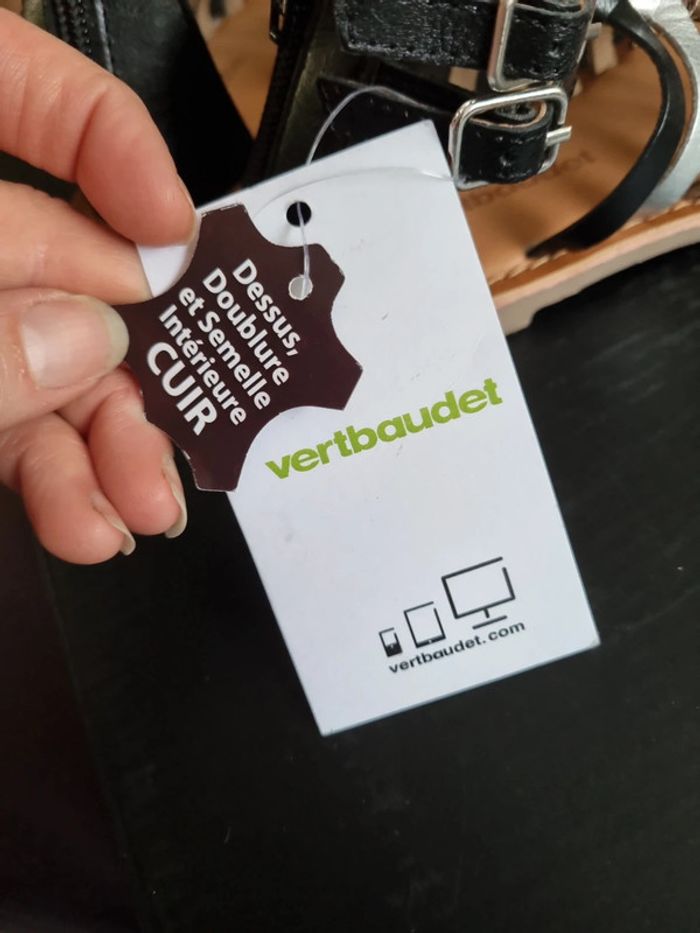 Dessus,
Doublure
et Semelle
Intérieure
CUIR
vertbaudet
vertbaudet.com